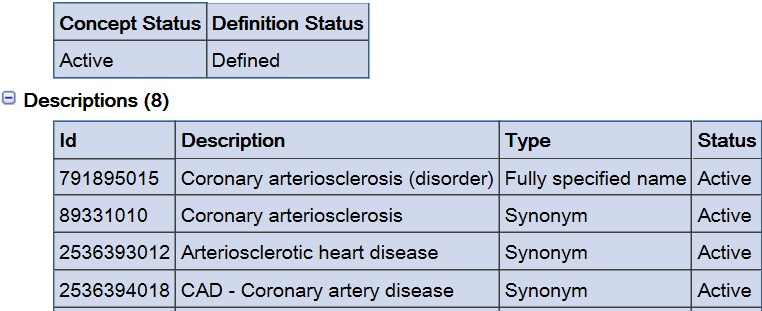 Concept Status Definition Status
Active Defined
Descriptions (8)
Id Description Type Status
791895015 Coronary arteriosclerosis (disorder) Fully specified name Active
89331010 Coronary arteriosclerosis Synonym Active
2536393012 Arteriosclerotic heart disease Synonym Active
2536394018 CAD - Coronary artery disease Synonym Active